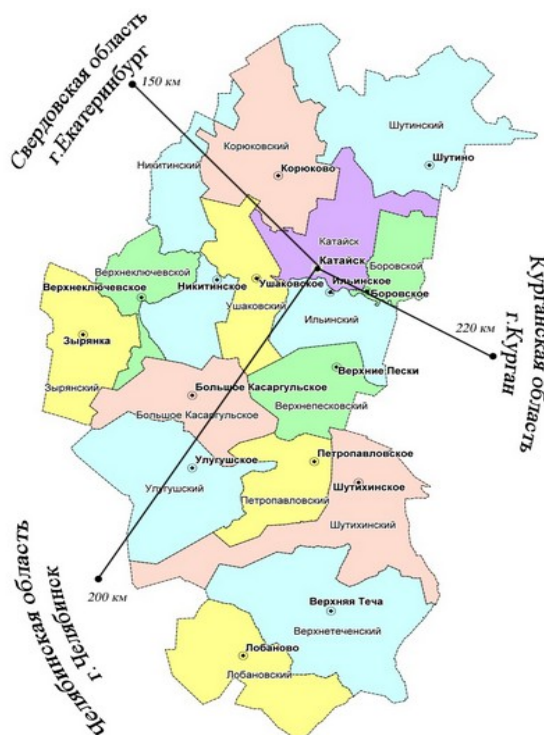 Свердловская область
г.Екатеринбург
150 км
Шутинский
Корюковский
Шутино
Никитинский
Корюково
Катайск
Боровской
Верхнеключевской
Катайск
Ильинское
Верхнеключевское
Никитинское
Ушаковское
Боровское
Ушаковский
Ильинский
220 км
Курганская область
г.Курган
Зырянка
Верхние Пески
Зырянский
Большое Касаргульское
Верхнепесковский
Большое Касаргульское
Улугушское
Петропавловское
Улугушский
Петропавловский
Шутихинское
Шутихинский
200 км
Челябинская область
г. Челябинск
Верхняя Теча
Верхнетеченский
Лобаново
Лобановский